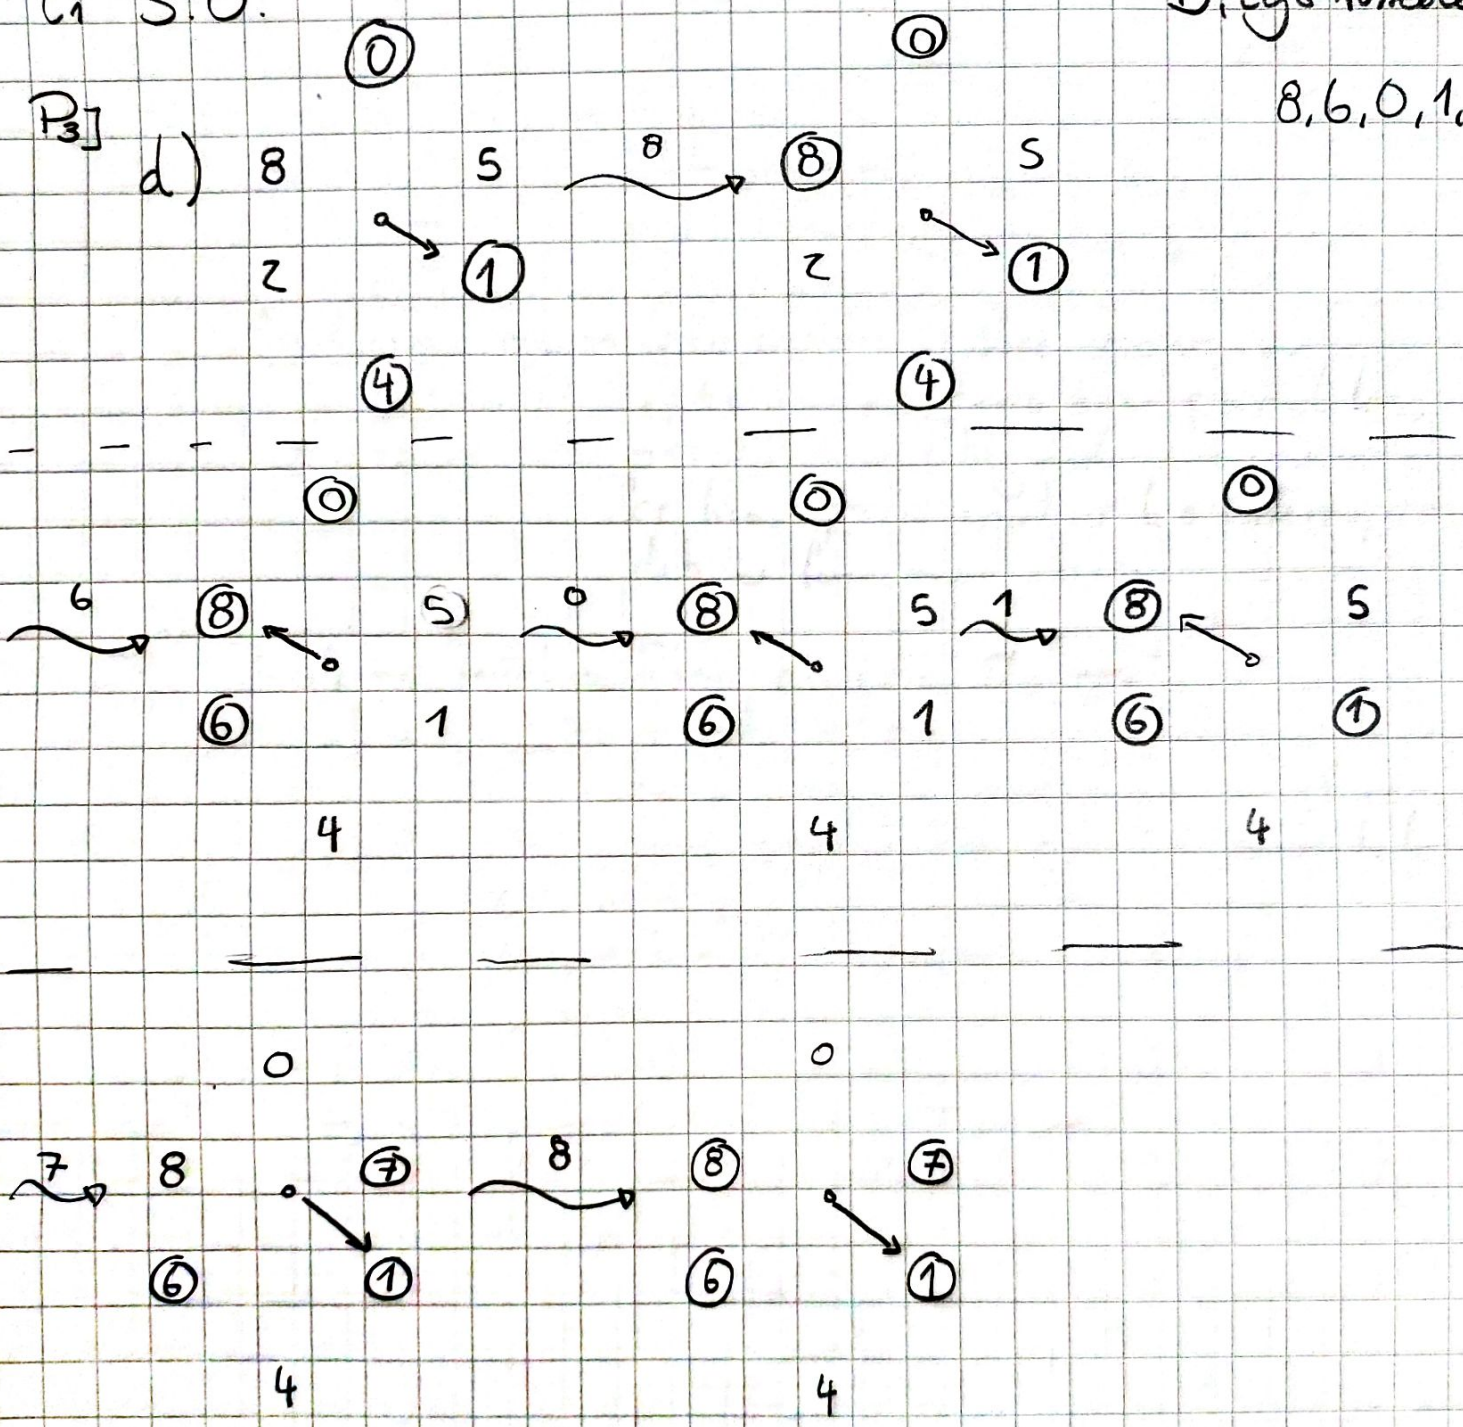 S.O.
0 0
P3] 8,6,0,1,
d) 8 5 8 8 5
2 1 2 1
4 4
0 0 0
6 8 5 0 8 5 1 8 5
6 1 6 1 6 1
4 4 4
0 0
7 8 7 8 8 7
6 1 6 1
4 4